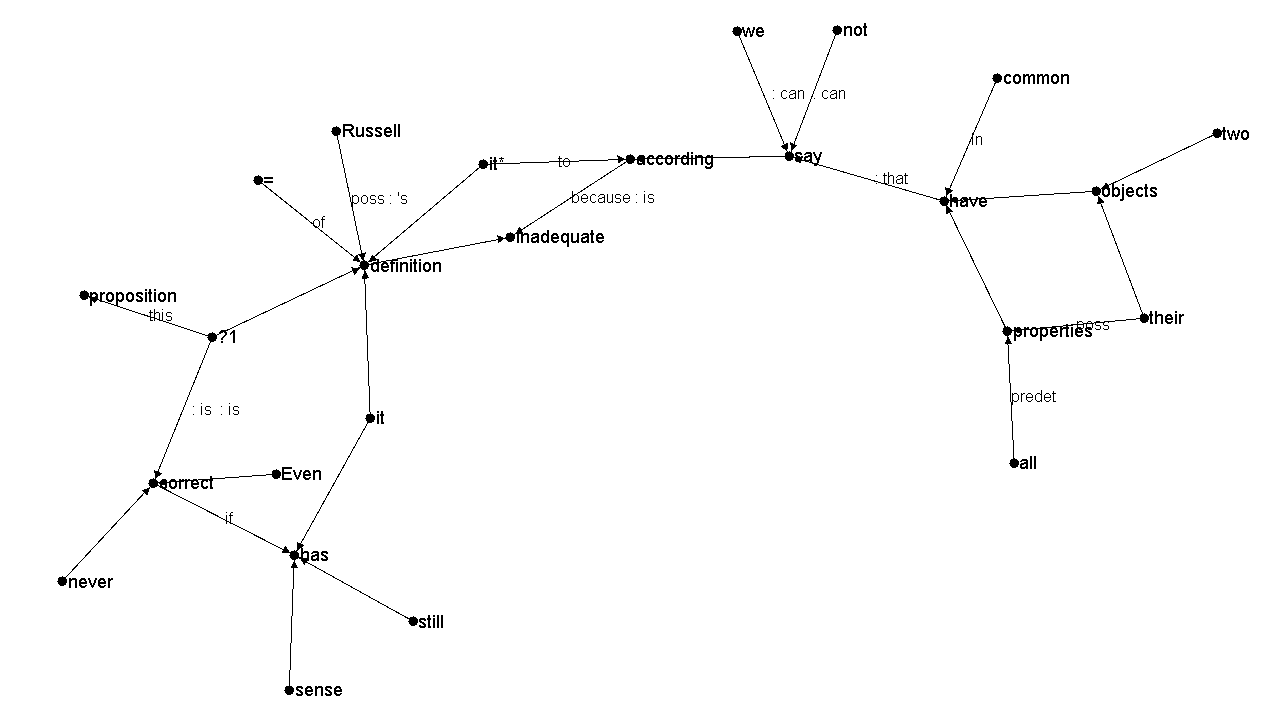 we
not
: can : can
common
in
two
Russell
it*
to
according
say
: that
=
poss : 's
because : is
have
objects
of
inadequate
definition
proposition
this
?1
properties
poss
their
: is : is
predet
it
all
correct
Even
if
has
never
still
sense